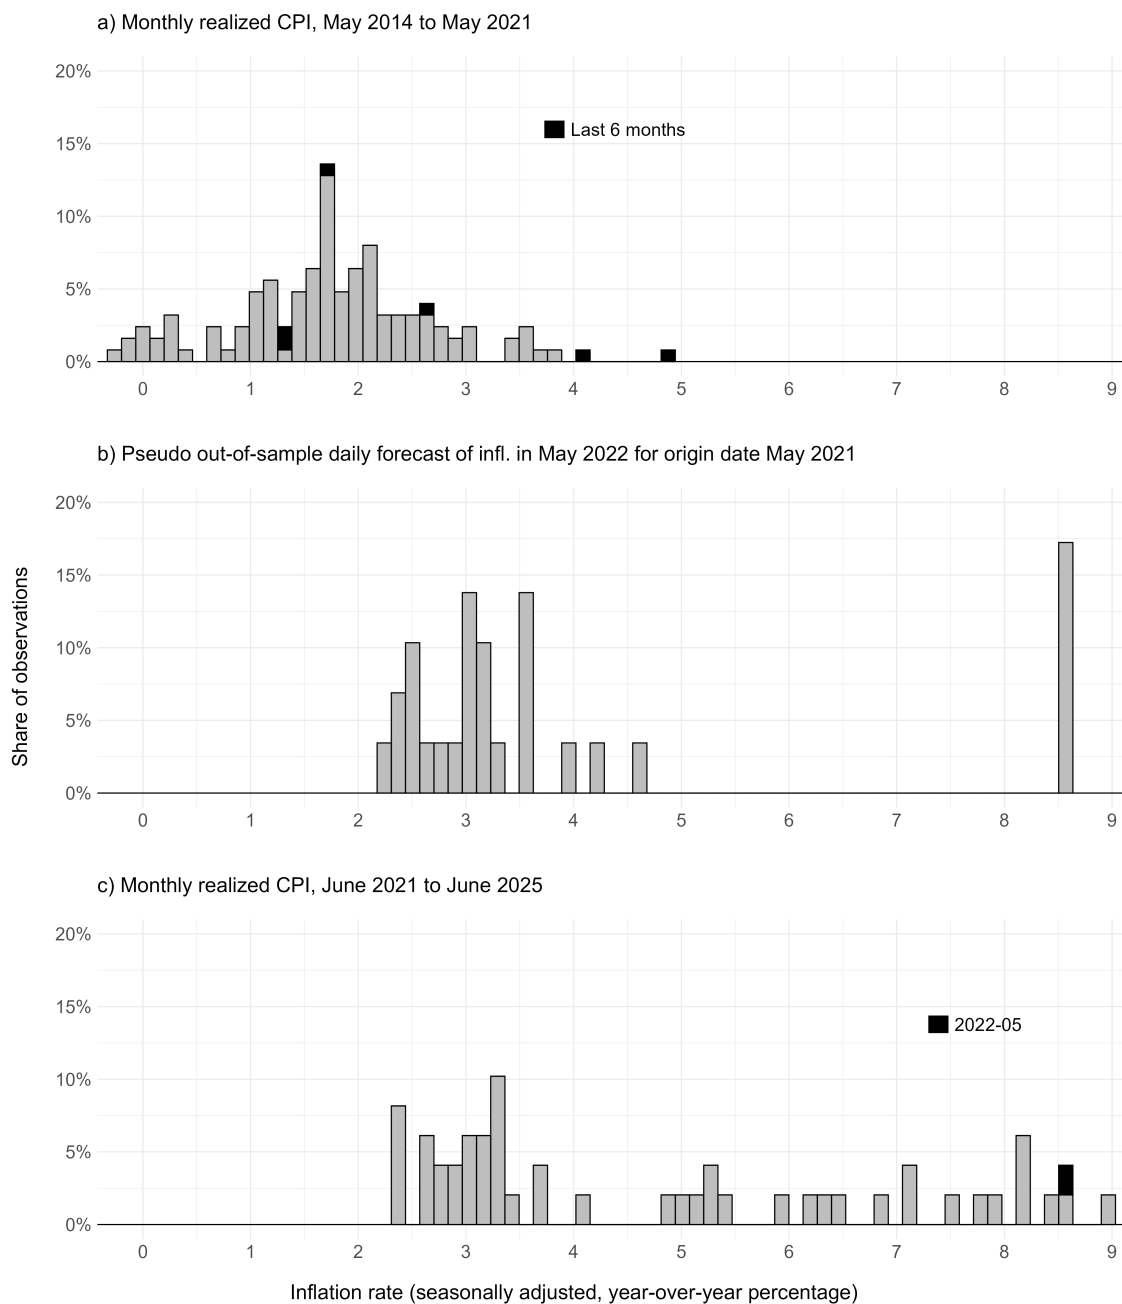 a) Monthly realized CPI, May 2014 to May 2021
20%
Last 6 months
15%
10%
5%
0%
0 1 2 3 4 5 6 7 8 9
b) Pseudo out-of-sample daily forecast of infl. in May 2022 for origin date May 2021
20%
15%
10%
5%
0%
0 1 2 3 4 5 6 7 8 9
Share of observations
c) Monthly realized CPI, June 2021 to June 2025
20%
15%
2022-05
10%
5%
0%
0 1 2 3 4 5 6 7 8 9
Inflation rate (seasonally adjusted, year-over-year percentage)